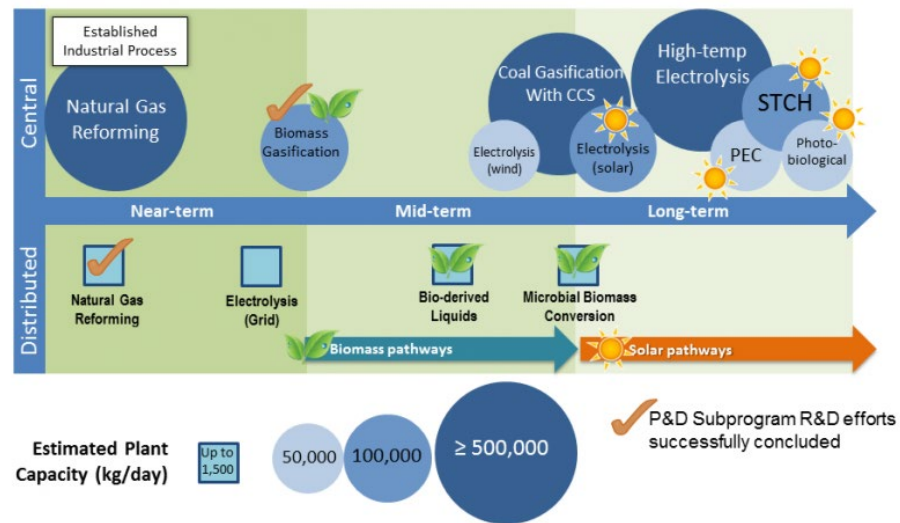 Established
Industrial Process
Central
Natural Gas
Reforming
Biomass
Gasification
Coal Gasification
With CCS
Electrolysis
(wind)
Electrolysis
(solar)
High-temp
Electrolysis
STCH
PEC
Photo-
biological
Near-term
Mid-term
Long-term
Distributed
Natural Gas
Reforming
Electrolysis
(Grid)
Bio-derived
Liquids
Microbial Biomass
Conversion
Biomass pathways
Solar pathways
Estimated Plant
Capacity (kg/day)
Up to
1,500
50,000
100,000
≥ 500,000
P&D Subprogram R&D efforts
successfully concluded